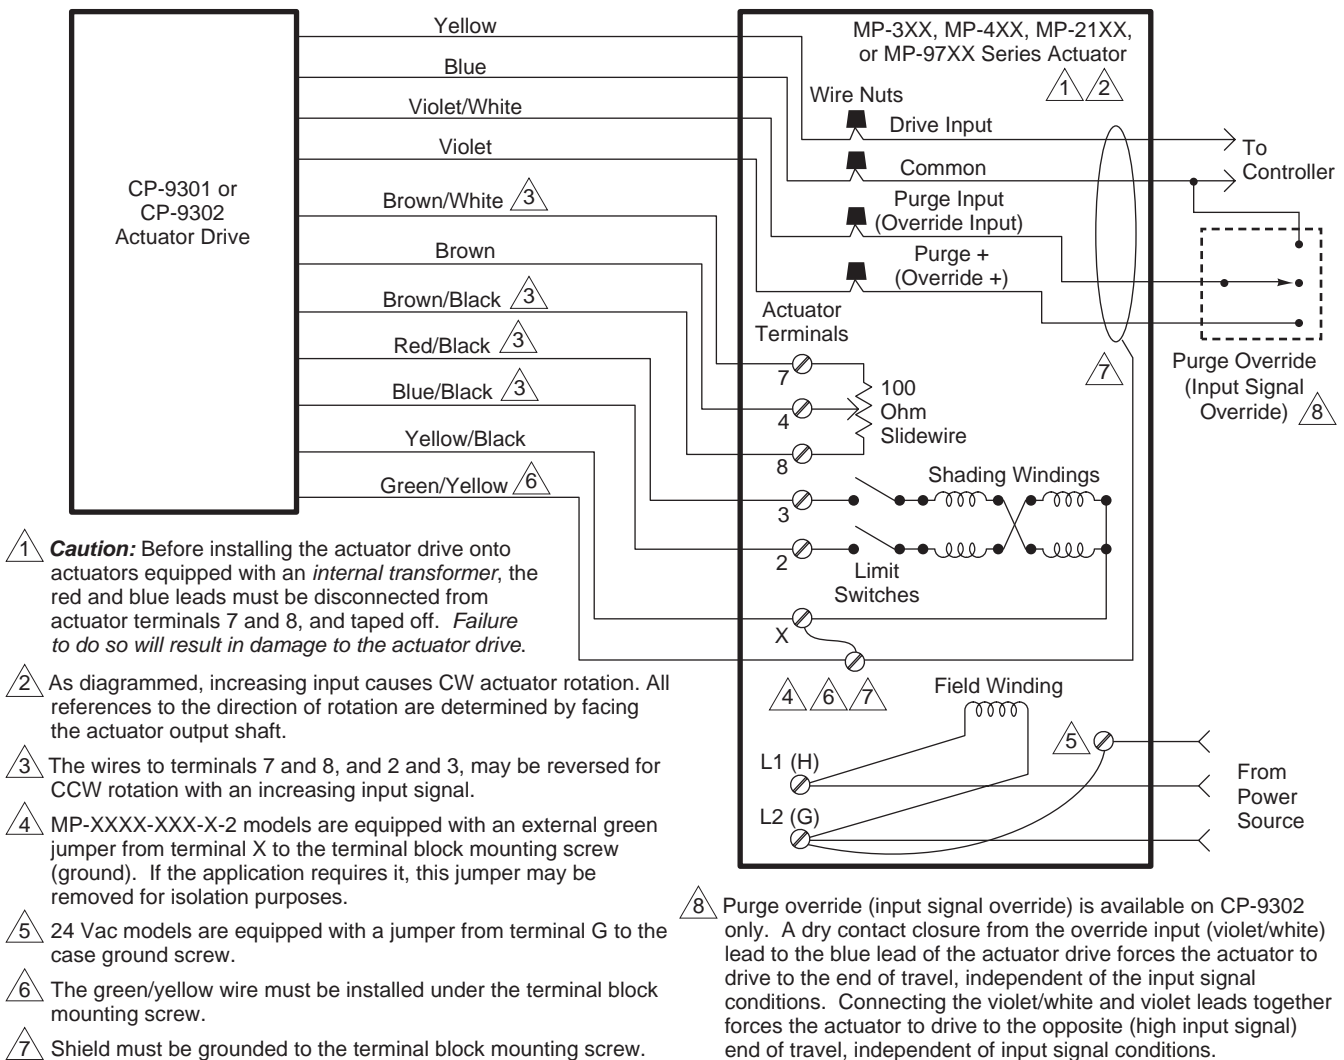 Yellow
Blue
Violet/White
Violet
Brown/White 3
Brown
Brown/Black 3
Red/Black 3
Blue/Black 3
Yellow/Black
Green/Yellow 6
CP-9301 or
CP-9302
Actuator Drive
MP-3XX, MP-4XX, MP-21XX,
or MP-97XX Series Actuator
1 2
Wire Nuts
Drive Input
Common
Purge Input
(Override Input)
Purge +
(Override +)
To
Controller
Actuator
Terminals
7
4
8
3
2
X
100
Ohm
Slidewire
7
Purge Override
(Input Signal
Override) 8
Shading Windings
Limit
Switches
4 6 7
Field Winding
5
L1 (H)
L2 (G)
From
Power
Source
1 Caution: Before installing the actuator drive onto
actuators equipped with an internal transformer, the
red and blue leads must be disconnected from
actuator terminals 7 and 8, and taped off. Failure
to do so will result in damage to the actuator drive.
2 As diagrammed, increasing input causes CW actuator rotation. All
references to the direction of rotation are determined by facing
the actuator output shaft.
3 The wires to terminals 7 and 8, and 2 and 3, may be reversed for
CCW rotation with an increasing input signal.
4 MP-XXXX-XXX-X-2 models are equipped with an external green
jumper from terminal X to the terminal block mounting screw
(ground). If the application requires it, this jumper may be
removed for isolation purposes.
5 24 Vac models are equipped with a jumper from terminal G to the
case ground screw.
6 The green/yellow wire must be installed under the terminal block
mounting screw.
7 Shield must be grounded to the terminal block mounting screw.
8 Purge override (input signal override) is available on CP-9302
only. A dry contact closure from the override input (violet/white)
lead to the blue lead of the actuator drive forces the actuator to
drive to the end of travel, independent of the input signal
conditions. Connecting the violet/white and violet leads together
forces the actuator to drive to the opposite (high input signal)
end of travel, independent of input signal conditions.